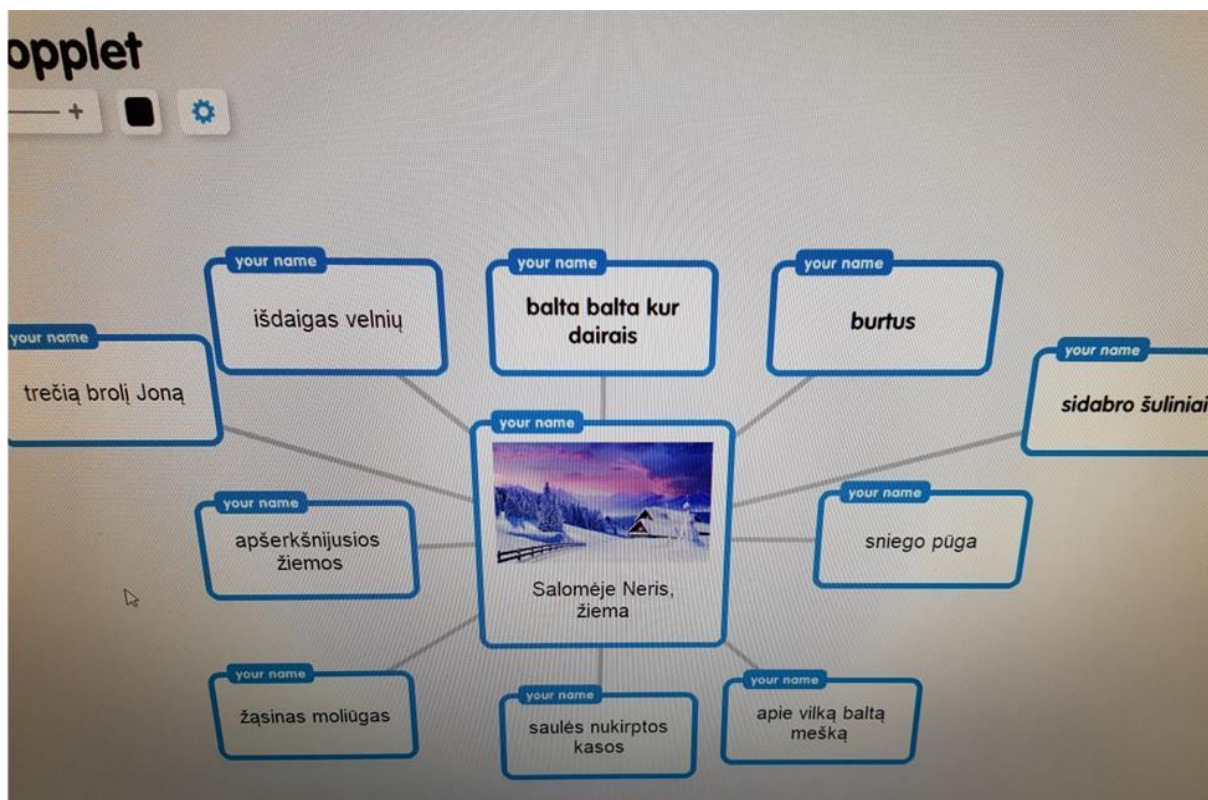 opplet
+
your name
išdaigas velnių
your name
balta balta kur
dairais
your name
burtus
your name
trečią brolį Joną
your name
sidabro šuliniai
your name
Salomėje Neris,
žiema
your name
apšerkšnijusios
žiemos
your name
sniego pūga
your name
žąsinas moliūgas
your name
saulės nukirptos
kasos
your name
apie vilką baltą
mešką